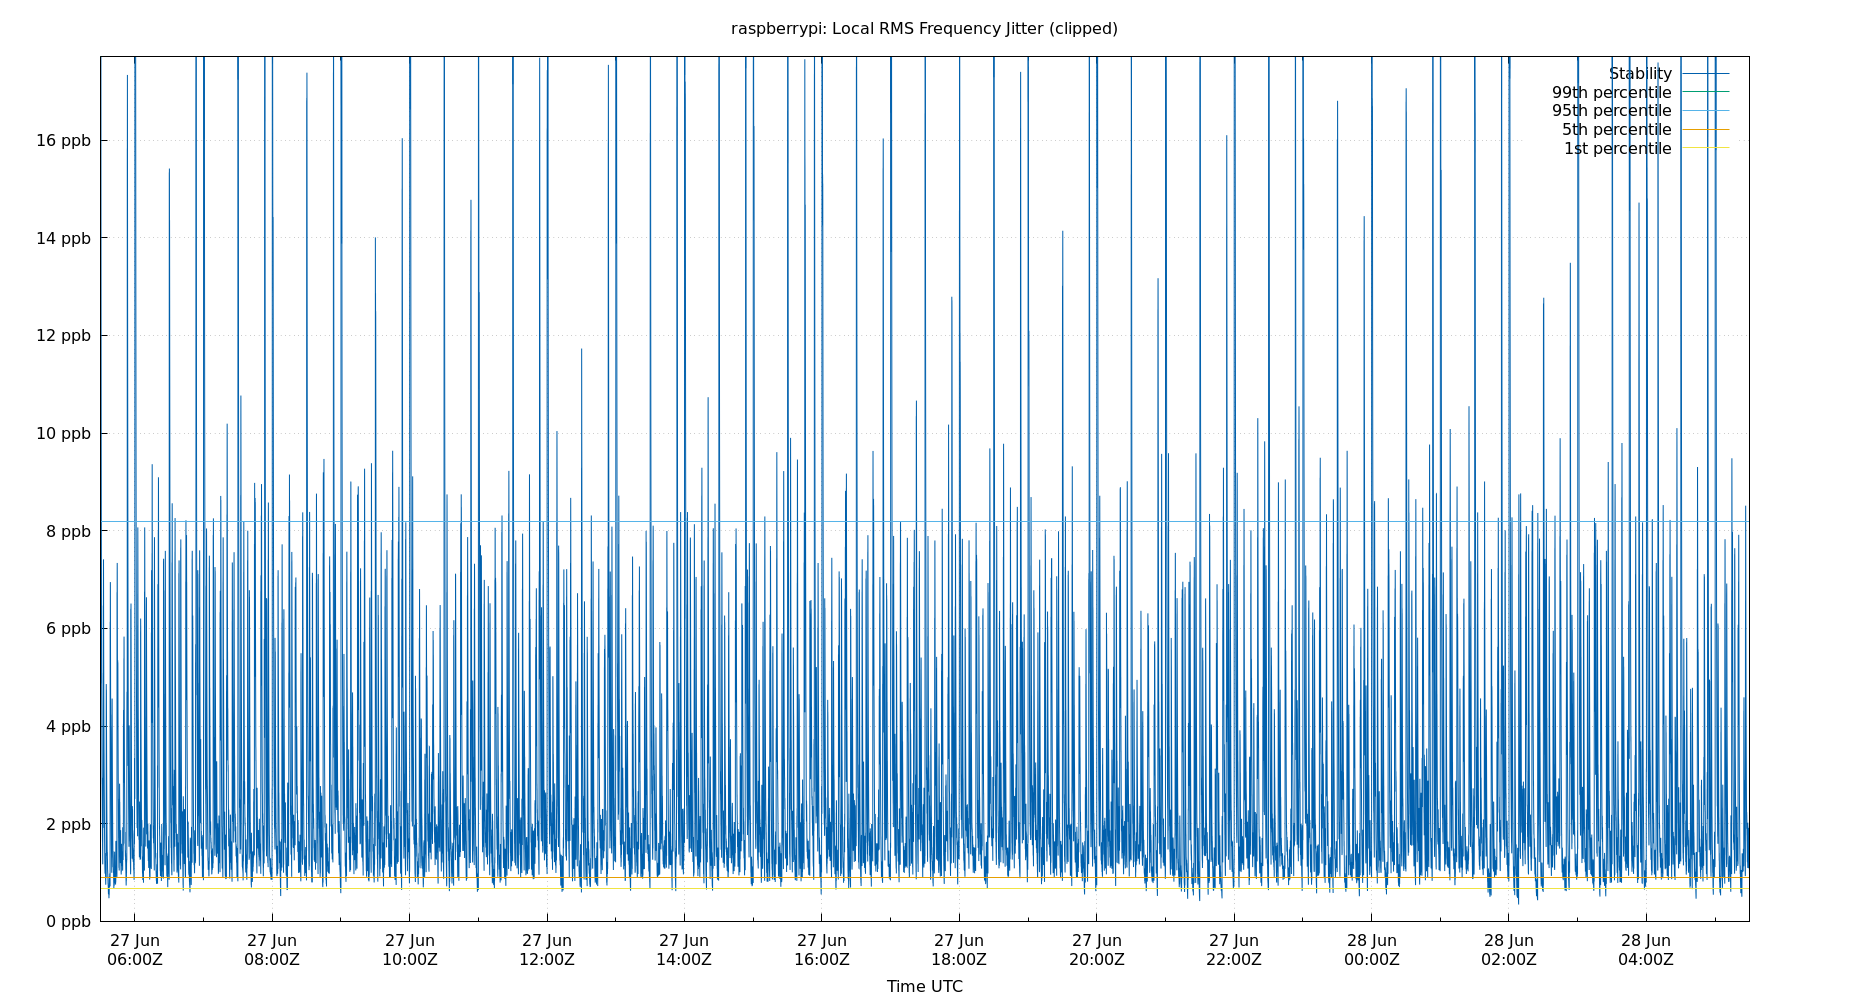 raspberrypi: Local RMS Frequency Jitter (clipped)
Stability
99th percentile
95th percentile
5th percentile
1st percentile
16 ppb
14 ppb
12 ppb
10 ppb
8 ppb
6 ppb
4 ppb
2 ppb
0 ppb
27 Jun 27 Jun 27 Jun 27 Jun 27 Jun 27 Jun 27 Jun 27 Jun 27 Jun 28 Jun 28 Jun 28 Jun
06:00Z 08:00Z 10:00Z 12:00Z 14:00Z 16:00Z 18:00Z 20:00Z 22:00Z 00:00Z 02:00Z 04:00Z
Time UTC